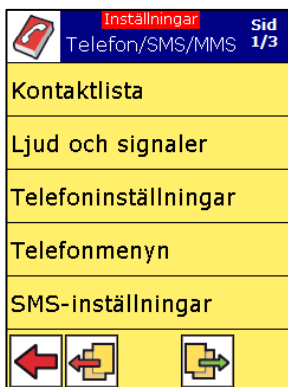 Inställningar
Telefon/SMS/MMS
Sid
1/3
Kontaktlista
Ljud och signaler
Telefoninställningar
Telefonmenyn
SMS-inställningar